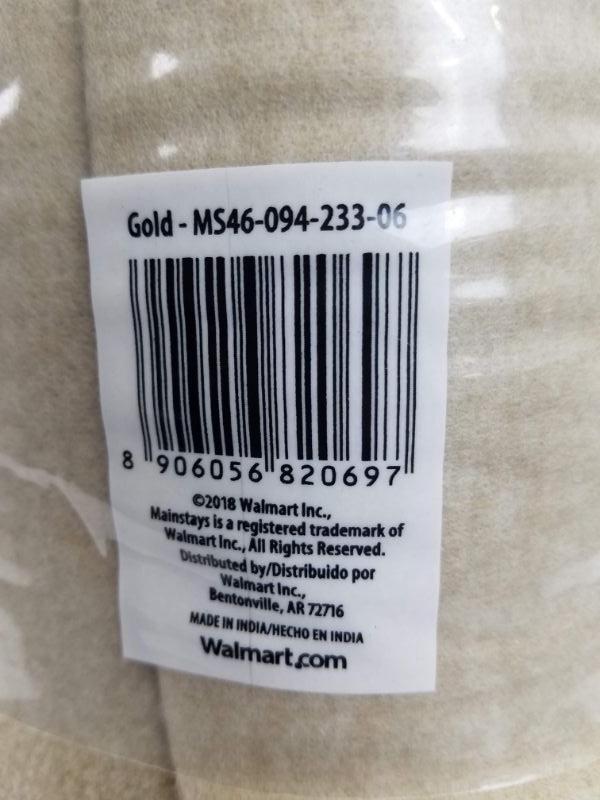 Gold - MS46-094-233-06
8 906056 820697
©2018 Walmart Inc.,
Mainstays is a registered trademark of
Walmart Inc., All Rights Reserved.
Distributed by/Distribuido por
Walmart Inc.,
Bentonville, AR 72716
MADE IN INDIA/HECHO EN INDIA
Walmart.com